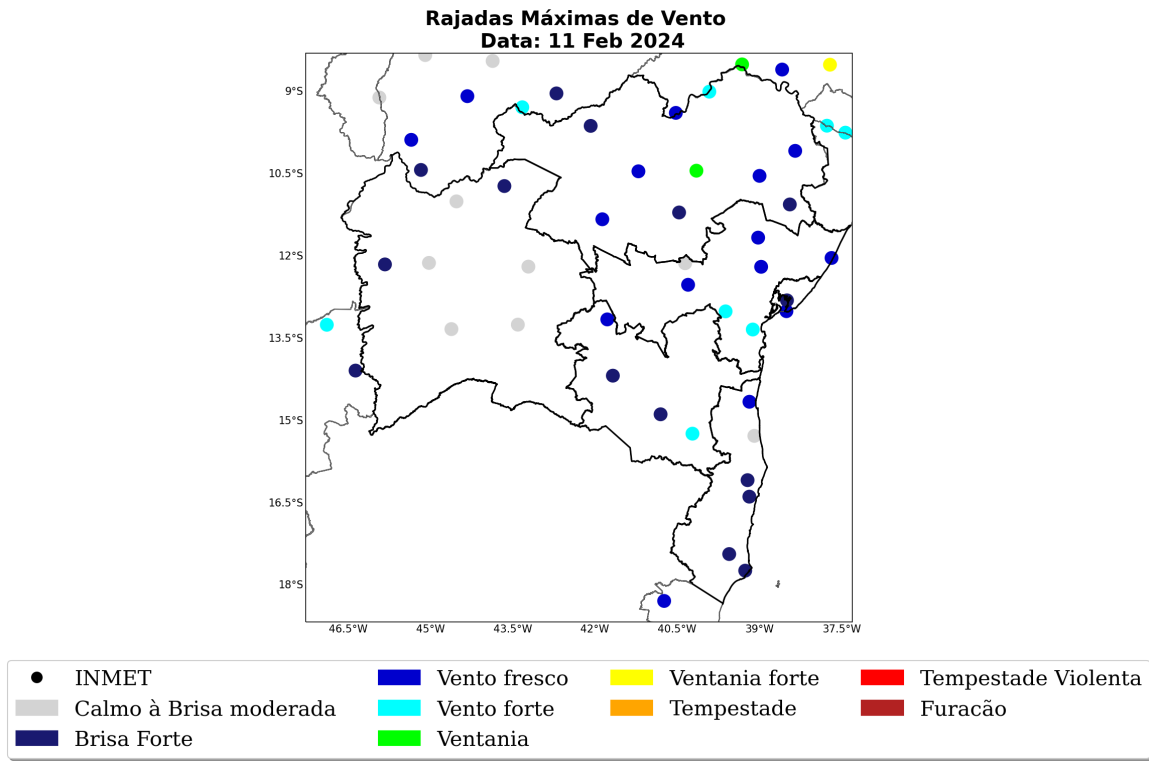 Rajadas Máximas de Vento
Data: 11 Feb 2024
9°S
10.5°S
12°S
13.5°S
15°S
16.5°S
18°S
46.5°W 45°W 43.5°W 42°W 40.5°W 39°W 37.5°W
INMET Vento fresco Ventania forte Tempestade Violenta
Calmo à Brisa moderada Vento forte Tempestade Furacão
Brisa Forte Ventania